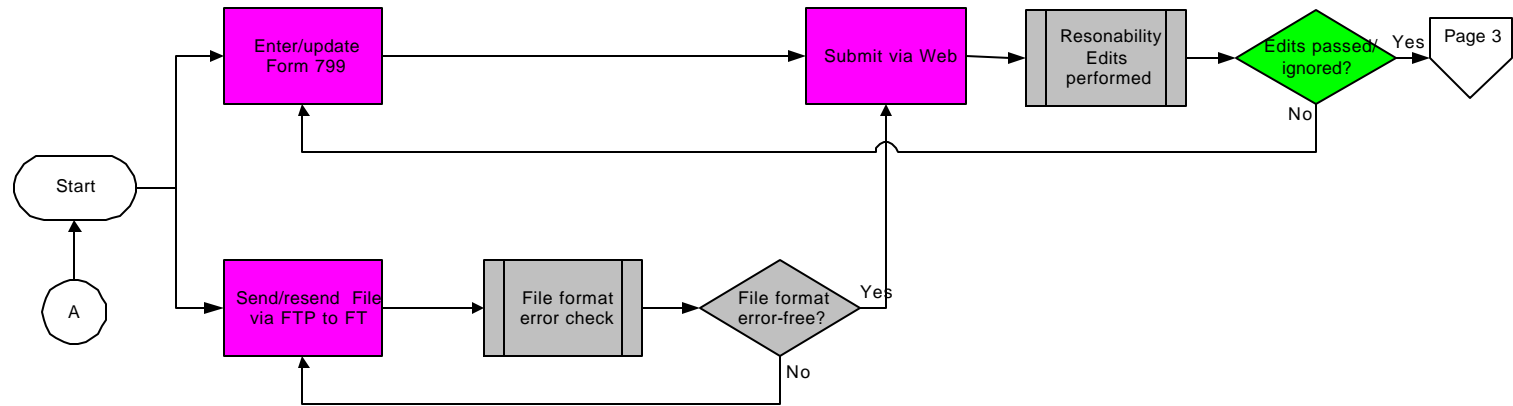 Enter/update
Form 799
Submit via Web
Resonability
Edits
performed
Edits passed/
ignored?
Yes
Page 3
No
Start
A
Send/resend File
via FTP to FT
File format
error check
File format
error-free?
Yes
No